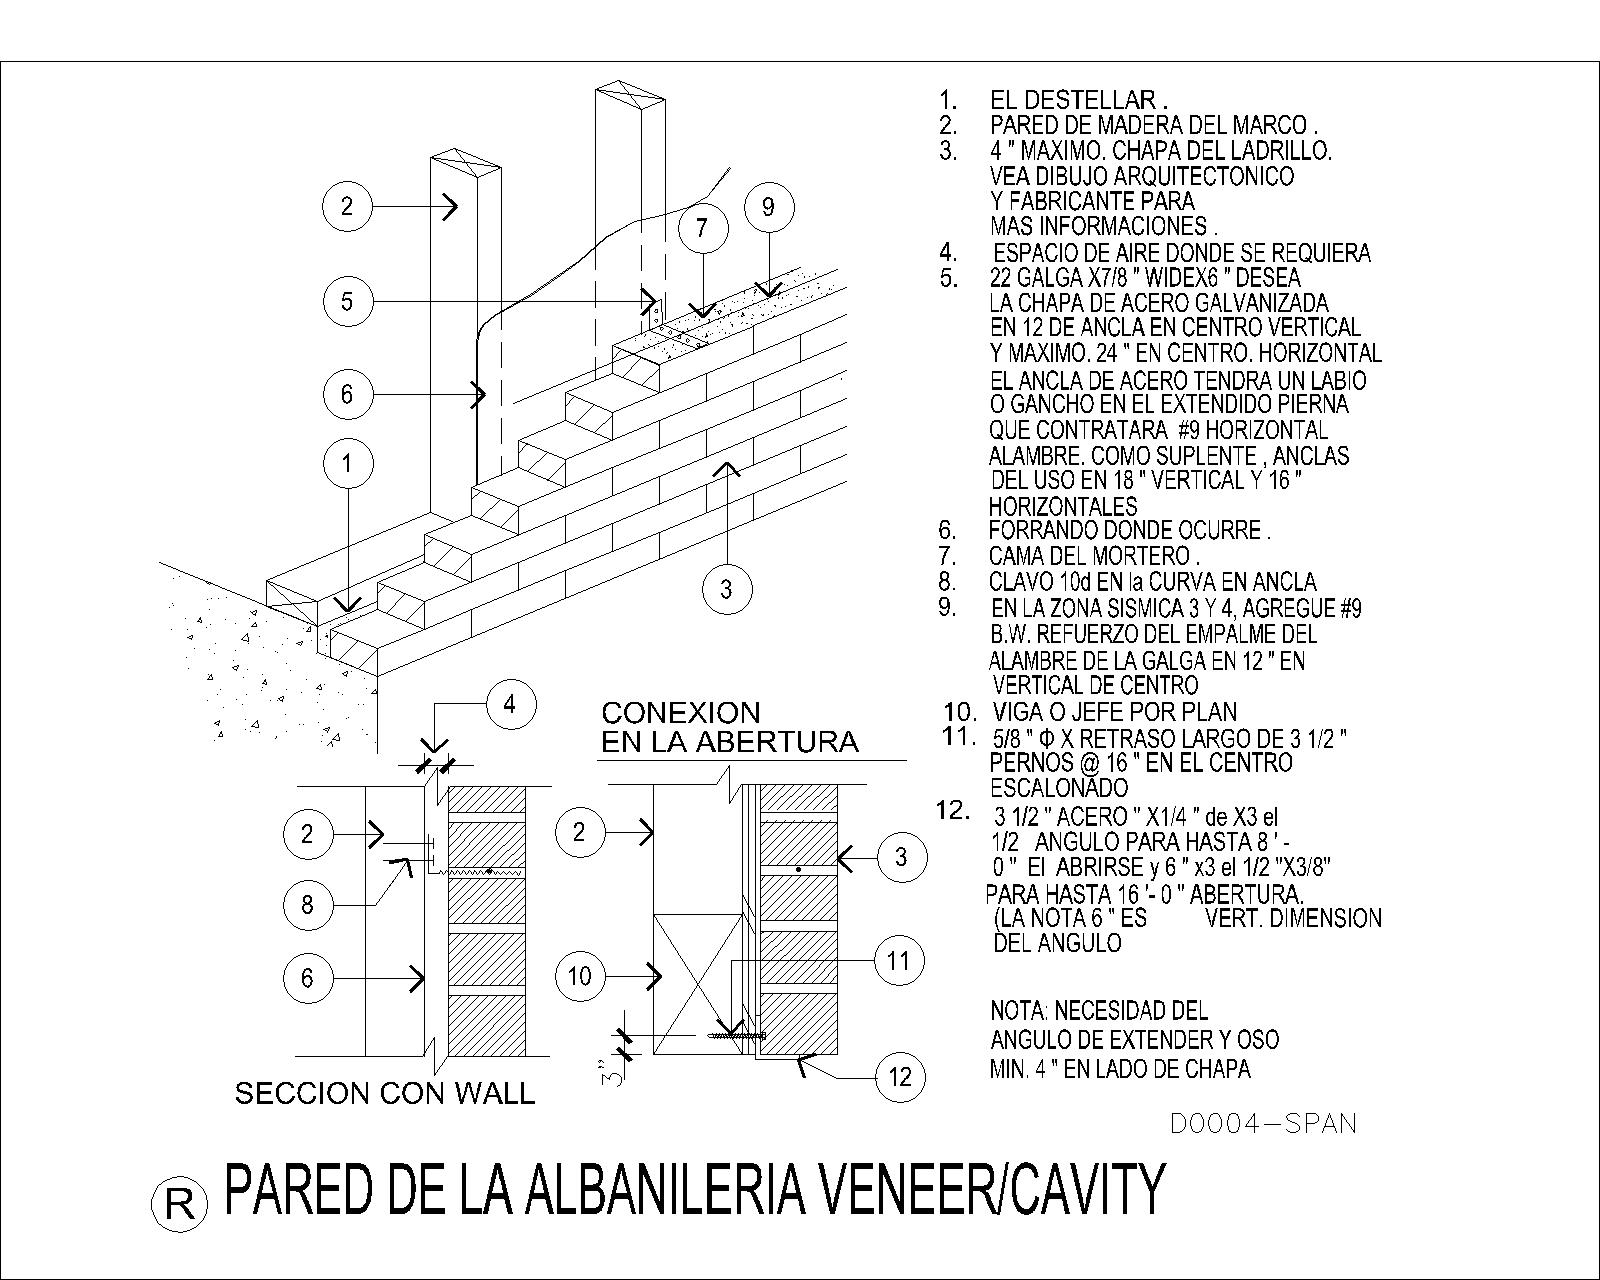 1. EL DESTELLAR .
2. PARED DE MADERA DEL MARCO .
3. 4 " MAXIMO. CHAPA DEL LADRILLO.
VEA DIBUJO ARQUITECTONICO
Y FABRICANTE PARA
MAS INFORMACIONES .
4. ESPACIO DE AIRE DONDE SE REQUIERA
5. 22 GALGA X7/8 " WIDEX6 " DESEA
LA CHAPA DE ACERO GALVANIZADA
EN 12 DE ANCLA EN CENTRO VERTICAL
Y MAXIMO. 24 " EN CENTRO. HORIZONTAL
EL ANCLA DE ACERO TENDRA UN LABIO
O GANCHO EN EL EXTENDIDO PIERNA
QUE CONTRATARA #9 HORIZONTAL
ALAMBRE. COMO SUPLENTE , ANCLAS
DEL USO EN 18 " VERTICAL Y 16 "
HORIZONTALES
6. FORRANDO DONDE OCURRE .
7. CAMA DEL MORTERO .
8. CLAVO 10d EN la CURVA EN ANCLA
9. EN LA ZONA SISMICA 3 Y 4, AGREGUE #9
B.W. REFUERZO DEL EMPALME DEL
ALAMBRE DE LA GALGA EN 12 " EN
VERTICAL DE CENTRO
10. VIGA O JEFE POR PLAN
11. 5/8 " Φ X RETRASO LARGO DE 3 1/2 "
PERNOS @ 16 " EN EL CENTRO
ESCALONADO
12. 3 1/2 " ACERO " X1/4 " de X3 el
1/2 ANGULO PARA HASTA 8 ' -
0 " El ABRIRSE y 6 " x3 el 1/2 "X3/8"
PARA HASTA 16 '- 0 " ABERTURA.
(LA NOTA 6 " ES VERT. DIMENSION
DEL ANGULO
NOTA: NECESIDAD DEL
ANGULO DE EXTENDER Y OSO
MIN. 4 " EN LADO DE CHAPA
D0004-SPAN
2
5
6
1
7
9
3
4
2
8
6
SECCION CON WALL
CONEXION
EN LA ABERTURA
2
3
11
10
12
3"
R PARED DE LA ALBANILERIA VENEER/CAVITY